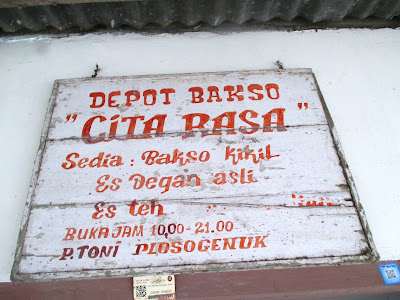 DEPOT BAKSO
"CiTA RASA"
Sedia : Bakso kikil
Es Degan asli
Es teh "
BUKA JAM 10.00-21.00
P.TONi PLOSOGENUK